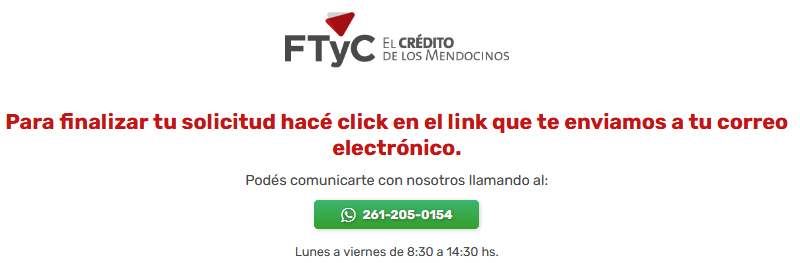 FTyC EL CRÉDITO
DE LOS MENDOCINOS
Para finalizar tu solicitud hacé click en el link que te enviamos a tu correo
electrónico.
Podés comunicarte con nosotros llamando al:
261-205-0154
Lunes a viernes de 8:30 a 14:30 hs.